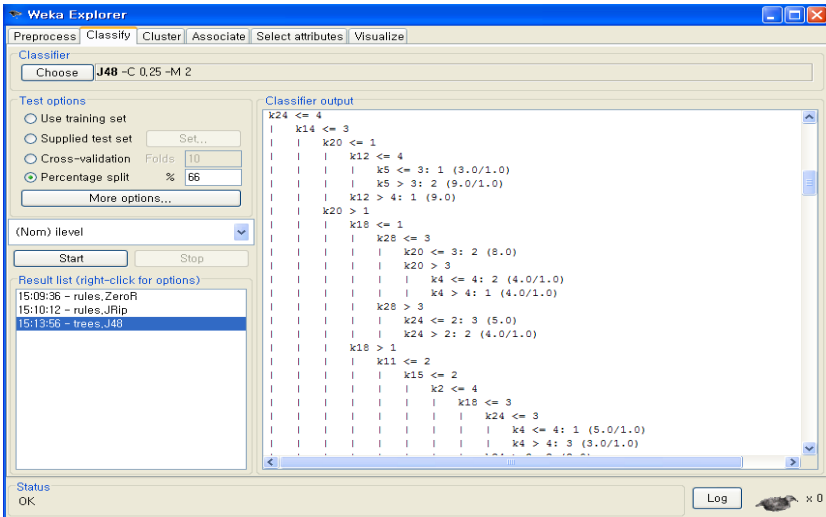 Weka Explorer
Preprocess Classify Cluster Associate Select attributes Visualize
Classifier
Choose J48 -C 0,25 -M 2
Test options
Use training set
Supplied test set Set...
Cross-validation Folds 10
Percentage split % 66
More options...
(Nom) ilevel
Start Stop
Result list (right-click for options)
15:09:36 - rules,ZeroR
15:10:12 - rules,JRip
15:13:56 - trees,J48
Classifier output
k24 <= 4
| k14 <= 3
| | k20 <= 1
| | | k12 <= 4
| | | | k5 <= 3: 1 (3.0/1.0)
| | | | k5 > 3: 2 (9.0/1.0)
| | | k12 > 4: 1 (9.0)
| | k20 > 1
| | | k18 <= 1
| | | | k28 <= 3
| | | | | k20 <= 3: 2 (8.0)
| | | | | k20 > 3
| | | | | | k4 <= 4: 2 (4.0/1.0)
| | | | | | k4 > 4: 1 (4.0/1.0)
| | | | k28 > 3
| | | | | k24 <= 2: 3 (5.0)
| | | | | k24 > 2: 2 (4.0/1.0)
| | | k18 > 1
| | | | k11 <= 2
| | | | | k15 <= 2
| | | | | | k2 <= 4
| | | | | | | k18 <= 3
| | | | | | | | k24 <= 3
| | | | | | | | | k4 <= 4: 1 (5.0/1.0)
| | | | | | | | | k4 > 4: 3 (3.0/1.0)
Status
OK
Log
x 0